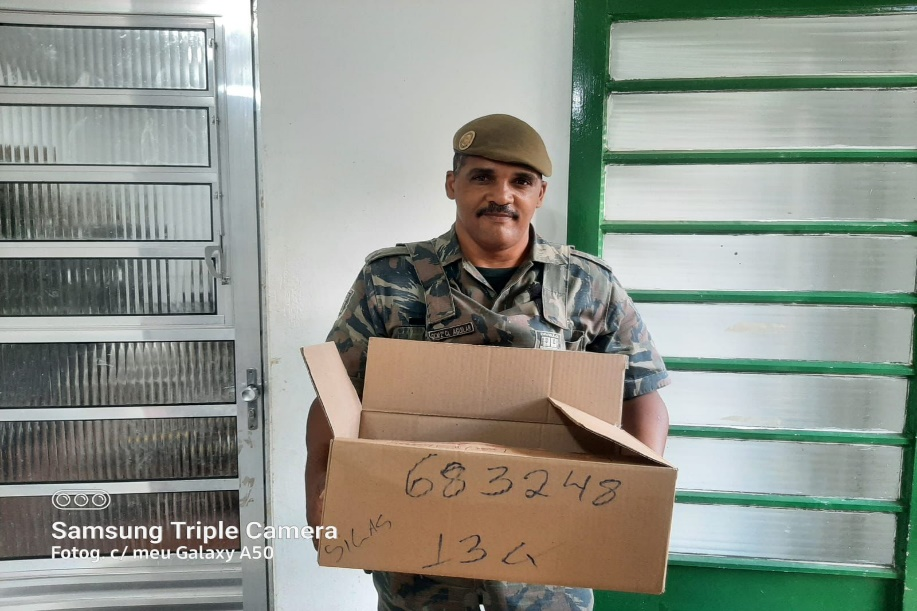 683248
SILAS
134
Samsung Triple Camera
Fotog. c/ meu Galaxy A50